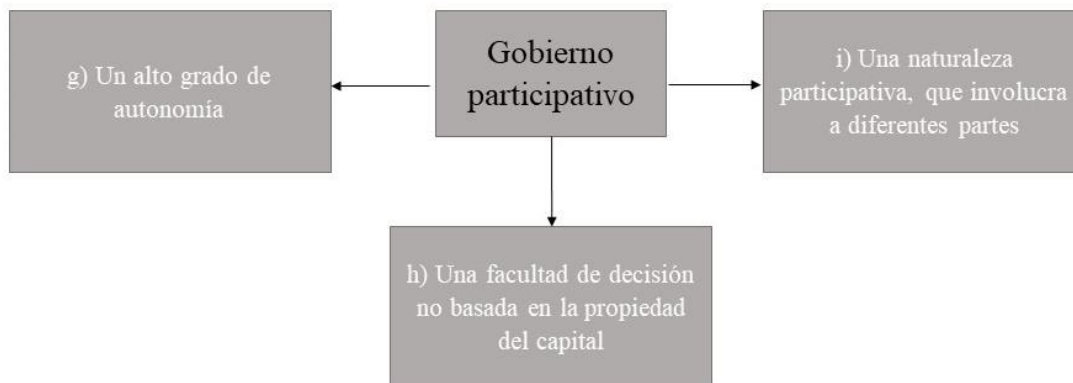 Gobierno
participativo
g) Un alto grado de
autonomía
i) Una naturaleza
participativa, que involucra
a diferentes partes
h) Una facultad de decisión
no basada en la propiedad
del capital